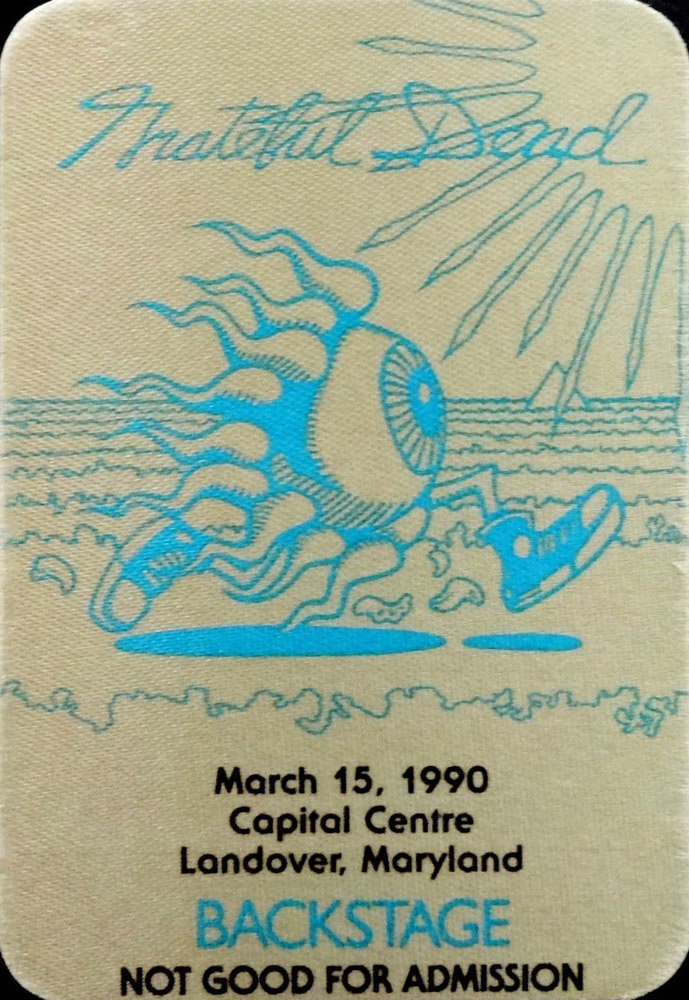 Grateful Dead
March 15, 1990
Capital Centre
Landover, Maryland
BACKSTAGE
NOT GOOD FOR ADMISSION